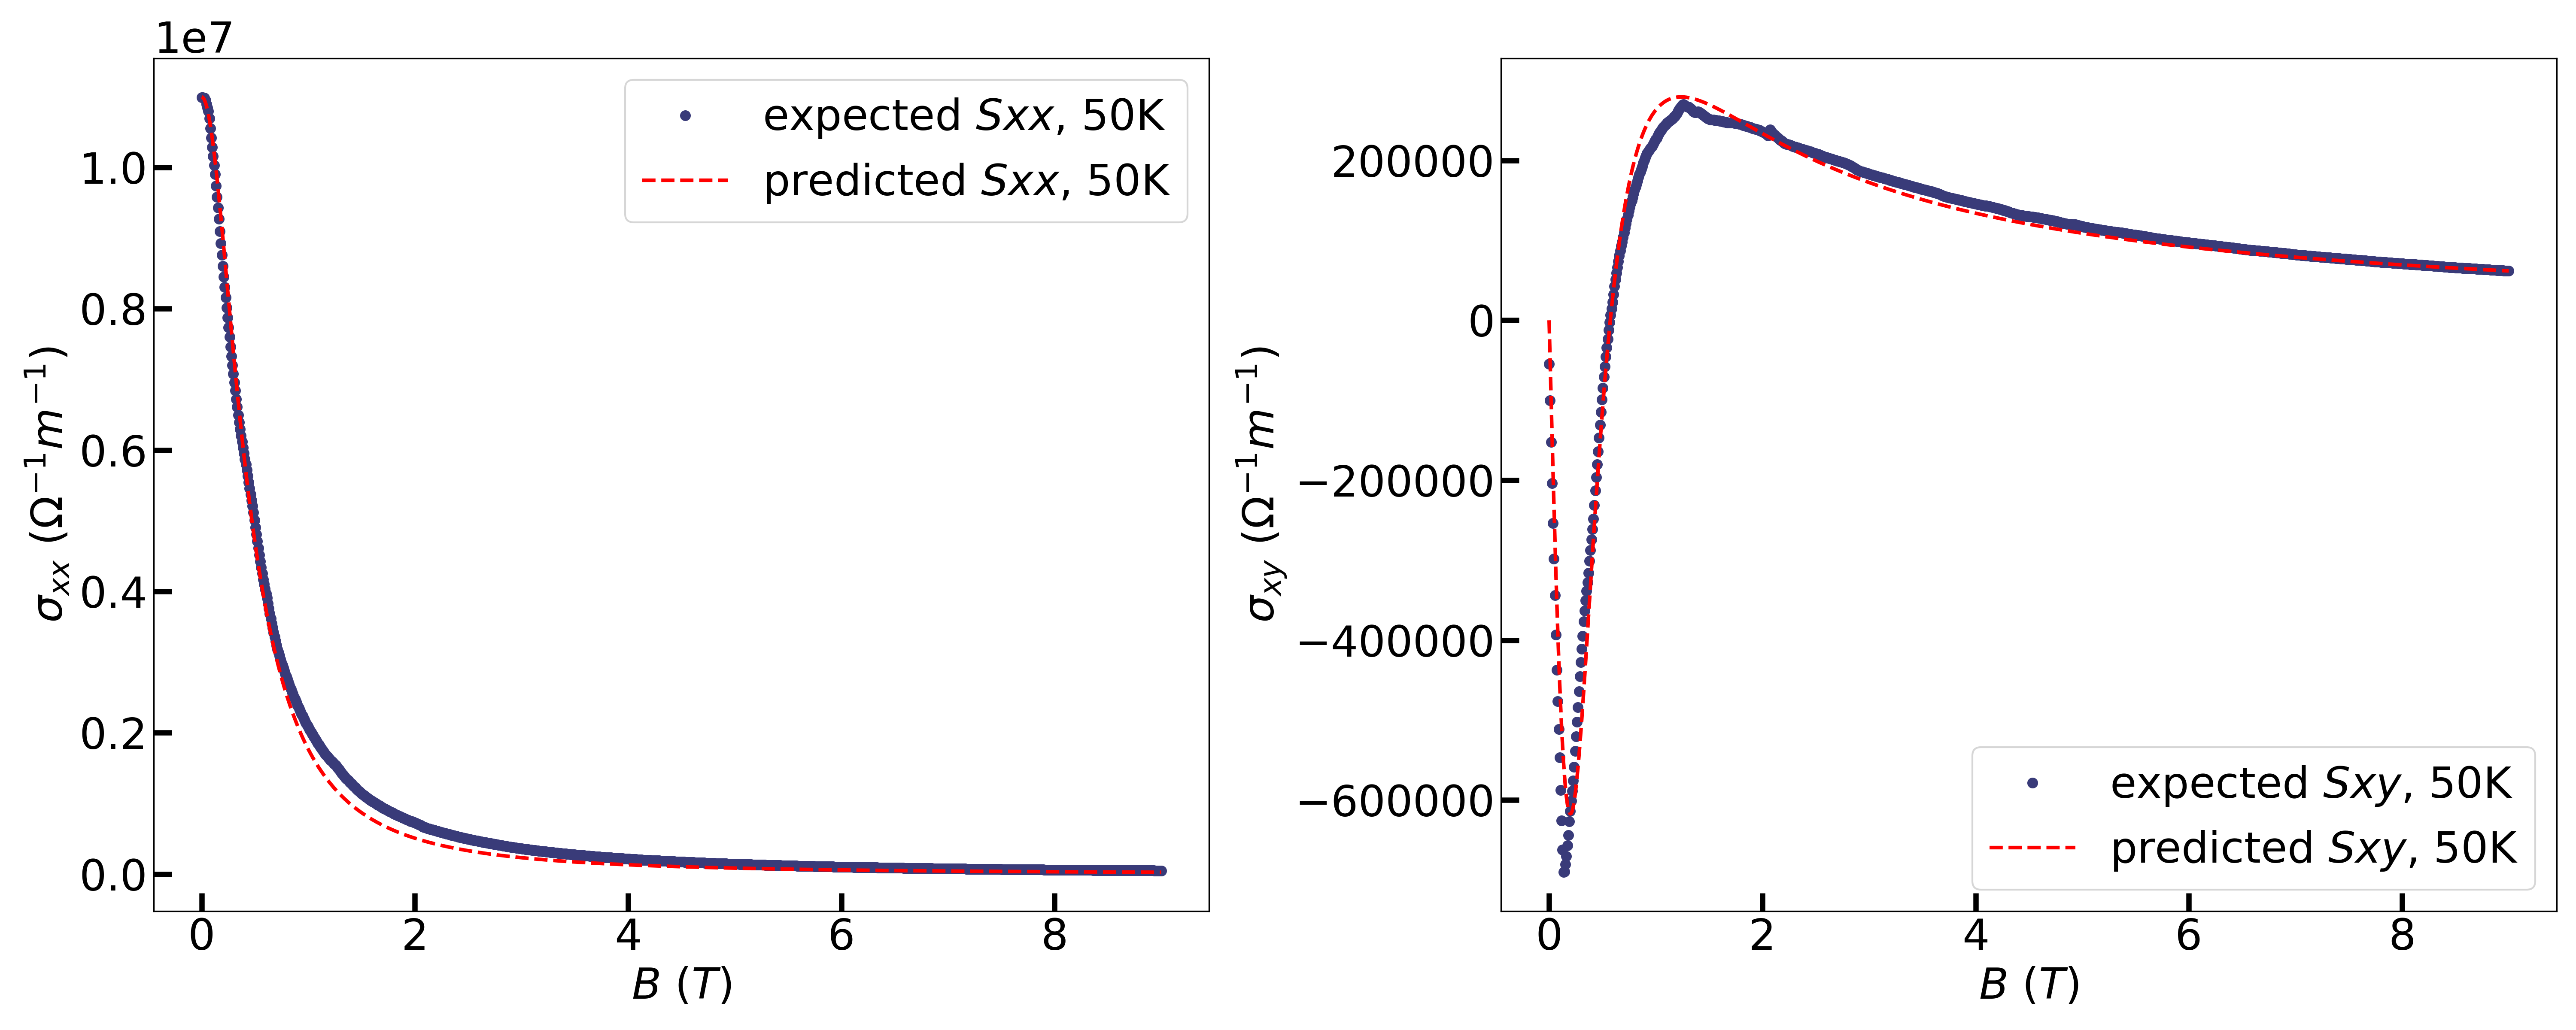 1e7
1.0
0.8
0.6
0.4
0.2
0.0
σxx (Ω⁻¹m⁻¹)
0 2 4 6 8
B (T)
expected Sxx, 50K
predicted Sxx, 50K
200000
0
−200000
−400000
−600000
σxy (Ω⁻¹m⁻¹)
0 2 4 6 8
B (T)
expected Sxy, 50K
predicted Sxy, 50K